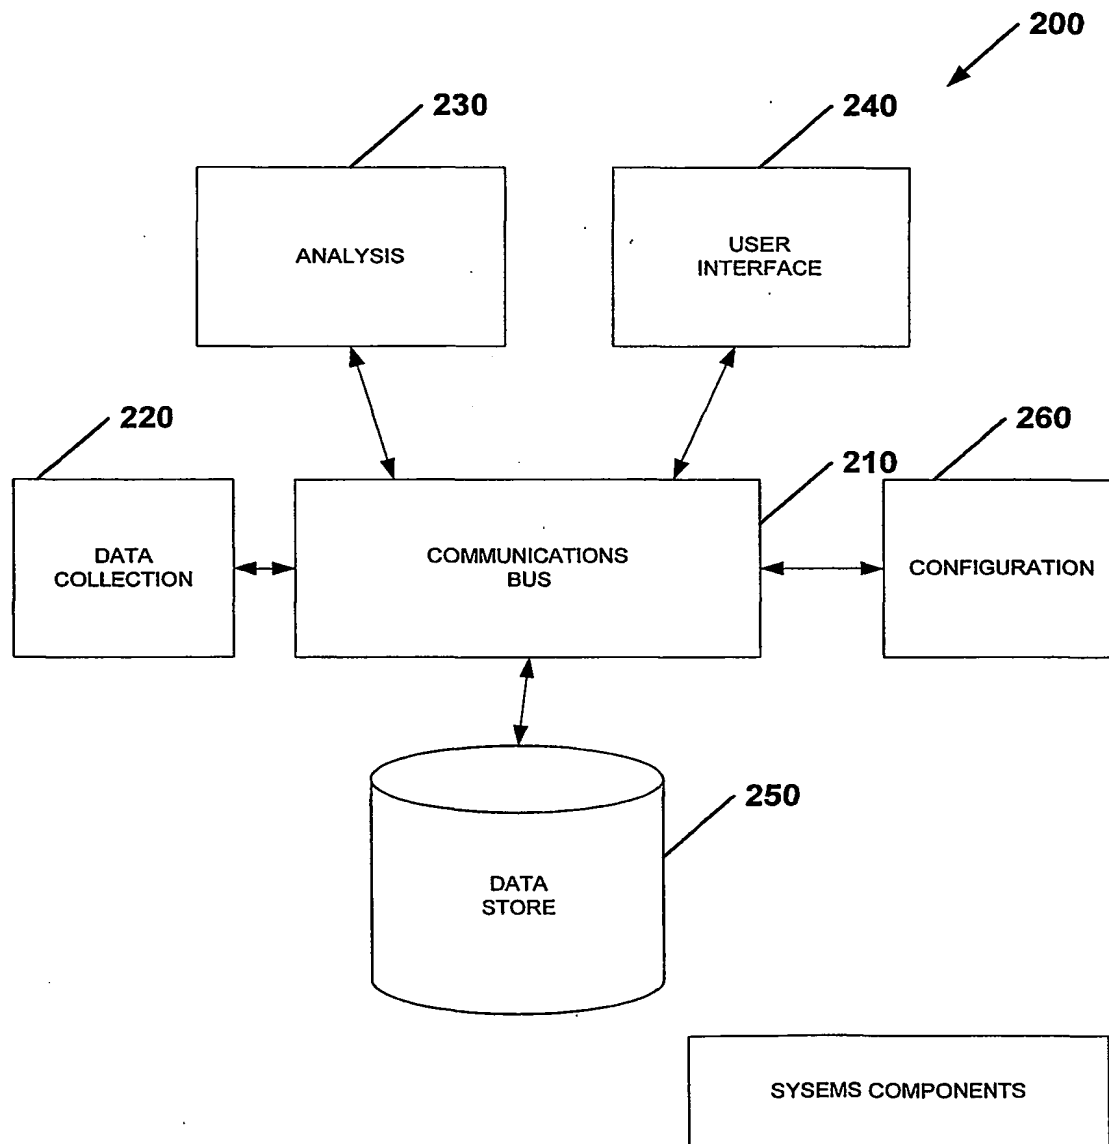 200
230
240
ANALYSIS
USER
INTERFACE
220
210
260
DATA
COLLECTION
COMMUNICATIONS
BUS
CONFIGURATION
250
DATA
STORE
SYSEMS COMPONENTS